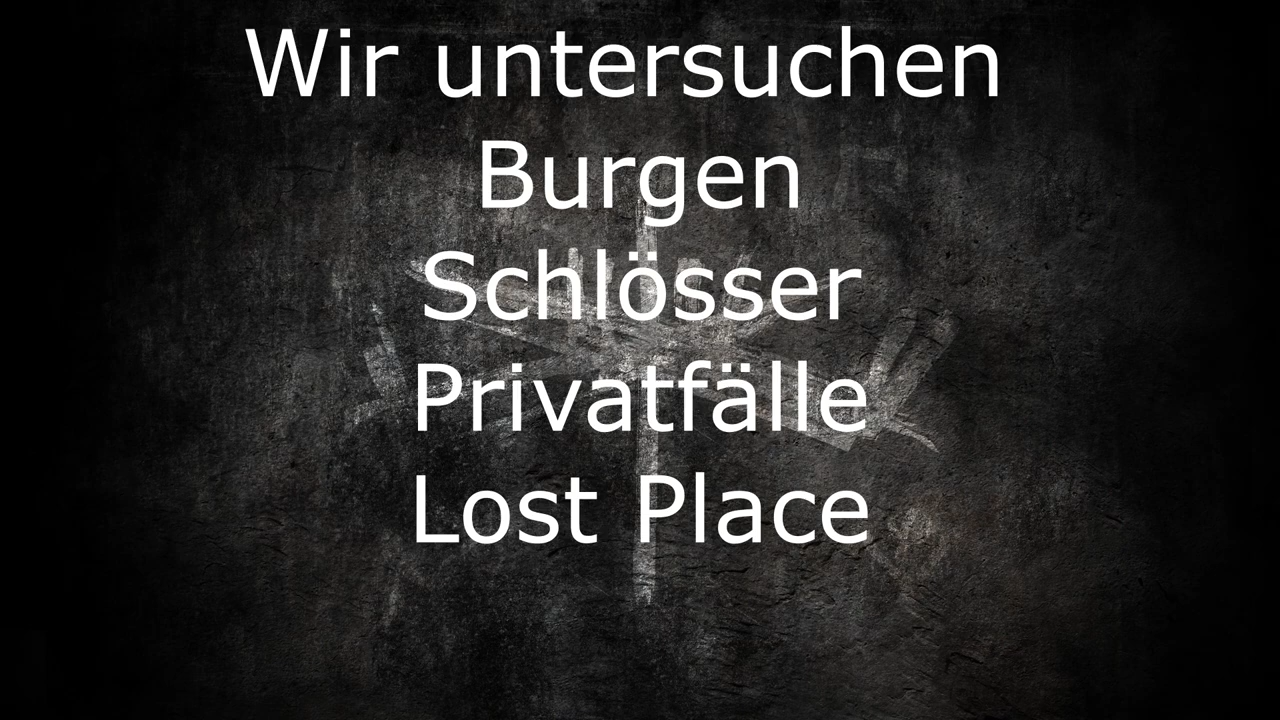 Wir untersuchen
Burgen
Schlösser
Privatfälle
Lost Place